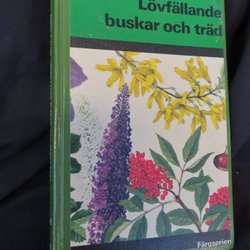 Lövfällande
buskar och träd
Färgserien